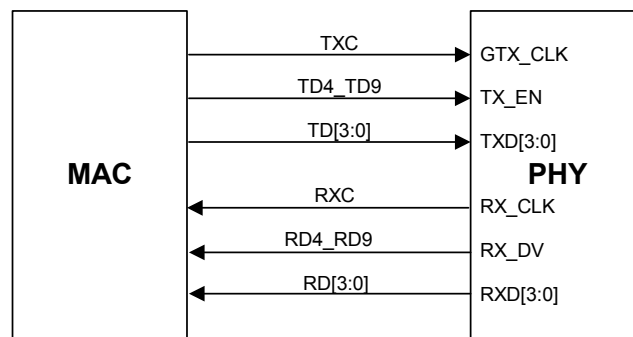 TXC
GTX_CLK
TD4_TD9
TX_EN
TD[3:0]
TXD[3:0]
MAC
PHY
RXC
RX_CLK
RD4_RD9
RX_DV
RD[3:0]
RXD[3:0]